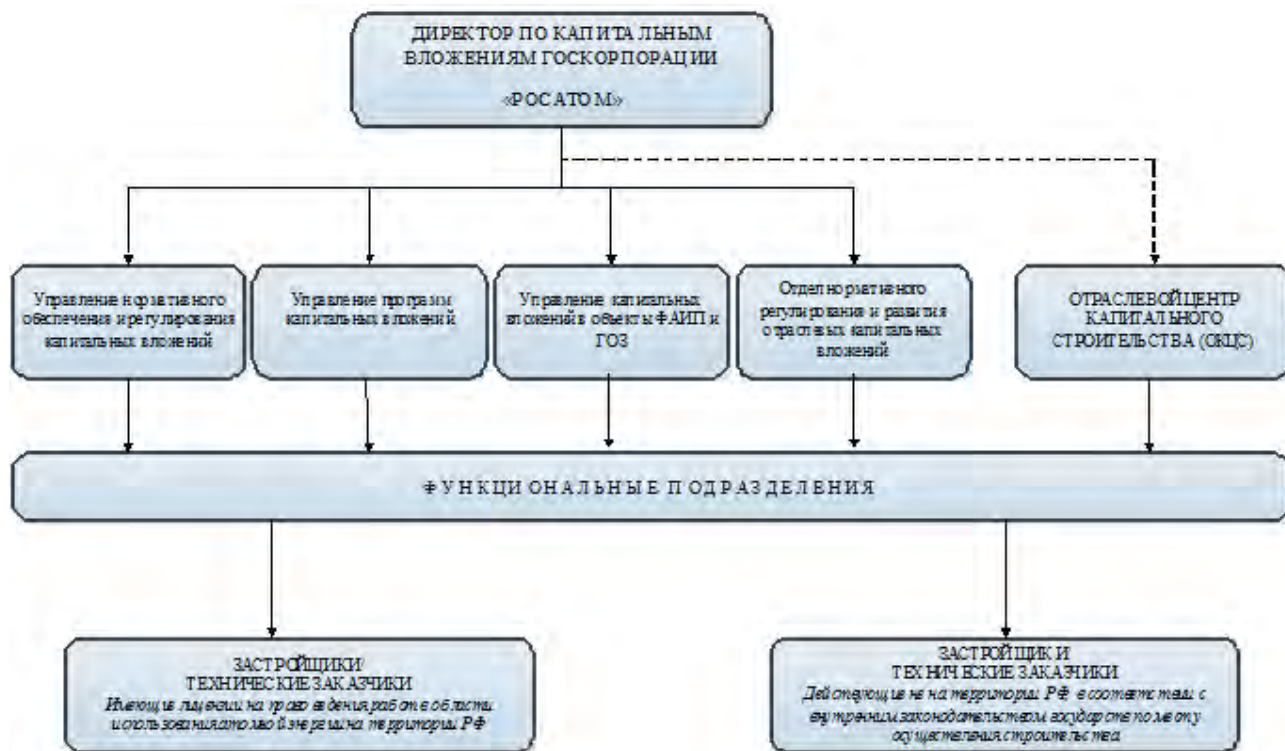 ДИРЕКТОР ПО КАПИТАЛЬНЫМ
ВЛОЖЕНИЯМ ГОСКОРПОРАЦИИ
«РОСАТОМ»
Управление нормативного
обеспечения и регулирования
капитальных вложений
Управление программ
капитальных вложений
Управление капитальных
вложений в объекты ФАИП и
ГОЗ
Отдел нормативного
регулирования и развития
отраслевых капитальных
вложений
ОТРАСЛЕВОЙ ЦЕНТР
КАПИТАЛЬНОГО
СТРОИТЕЛЬСТВА (ОКЦС)
ФУНКЦИОНАЛЬНЫЕ ПОДРАЗДЕЛЕНИЯ
ЗАСТРОЙЩИКИ/
ТЕХНИЧЕСКИЕ ЗАКАЗЧИКИ
Имеющие лицензии на право ведения работ в области
использования атомной энергии на территории РФ
ЗАСТРОЙЩИКИ
ТЕХНИЧЕСКИЕ ЗАКАЗЧИКИ
Действующие не на территории РФ в соответствии с
внутренним законодательством государств по месту
осуществления строительства